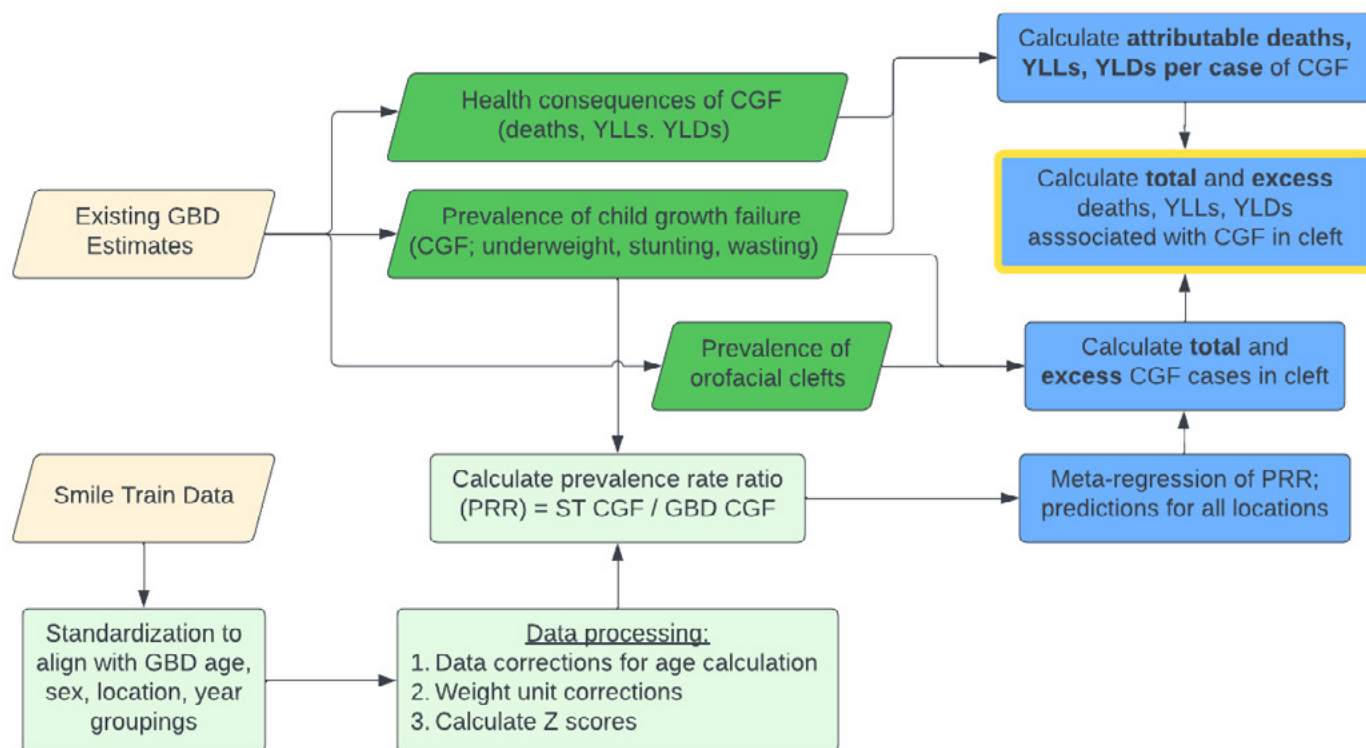 Calculate attributable deaths,
YLLs, YLDs per case of CGF
Health consequences of CGF
(deaths, YLLs. YLDs)
Calculate total and excess
deaths, YLLs, YLDs
asssociated with CGF in cleft
Existing GBD
Estimates
Prevalence of child growth failure
(CGF; underweight, stunting, wasting)
Prevalence of
orofacial clefts
Calculate total and
excess CGF cases in cleft
Smile Train Data
Calculate prevalence rate ratio
(PRR) = ST CGF / GBD CGF
Meta-regression of PRR;
predictions for all locations
Standardization to
align with GBD age,
sex, location, year
groupings
Data processing:
1. Data corrections for age calculation
2. Weight unit corrections
3. Calculate Z scores